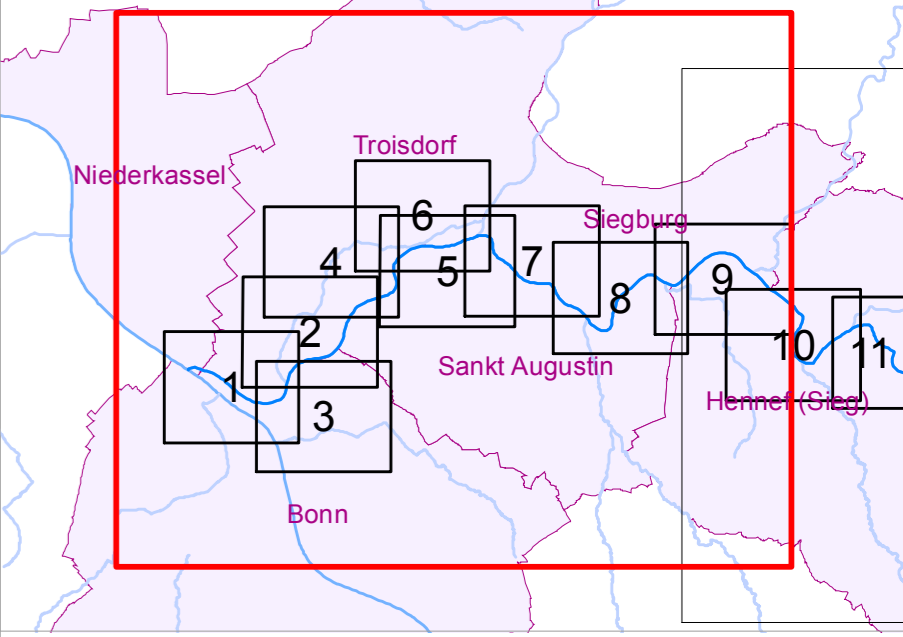 Troisdorf
Niederkassel
6
Siegburg
4
7
5
9
8
2
10
11
Sankt Augustin
1
Hennef (Sieg)
3
Bonn